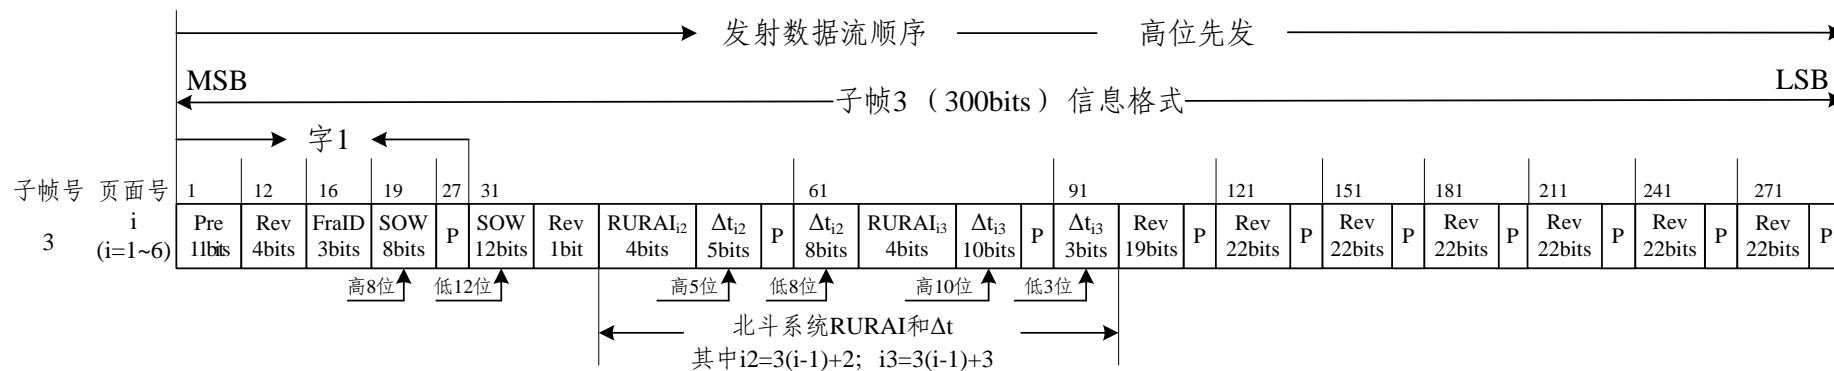 发射数据流顺序 高位先发
MSB LSB
子帧3（300bits）信息格式
字1
子帧号 页面号 1 12 16 19 27 31 61 91 121 151 181 211 241 271
3 i (i=1~6)
Pre 11bits
Rev 4bits
FraID 3bits
SOW 8bits
P
SOW 12bits
Rev 1bit
RURAIi2 4bits
Δti2 5bits
P
Δti2 8bits
RURAIi3 4bits
Δti3 10bits
P
Δti3 3bits
Rev 19bits
P
Rev 22bits
P
Rev 22bits
P
Rev 22bits
P
Rev 22bits
P
Rev 22bits
P
Rev 22bits
P
高8位 低12位 高5位 低8位 高10位 低3位
北斗系统RURAI和Δt
其中i2=3(i-1)+2; i3=3(i-1)+3